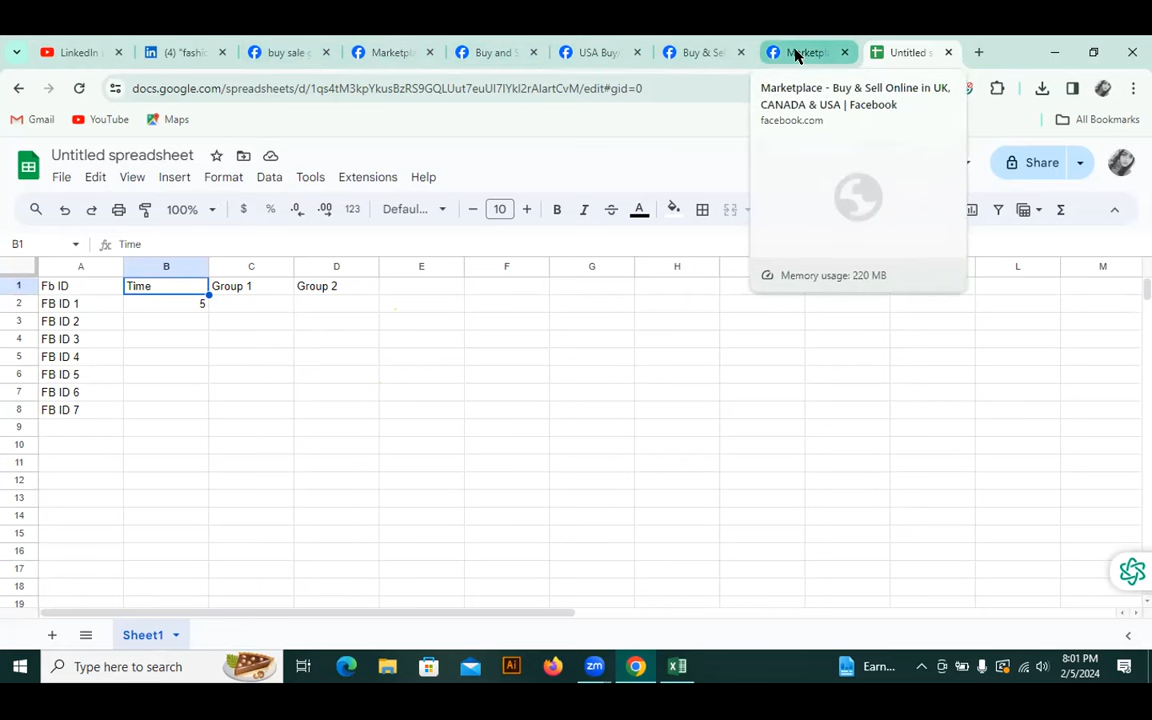 LinkedIn
(4) "fashi
buy sale g
Marketpl
Buy and S
USA Buy
Buy & Sel
Marketpl
Untitled s
docs.google.com/spreadsheets/d/1qs4tM3kpYkusBzRS9GQLUut7euUI7IYkl2rAIartCvM/edit#gid=0
Gmail
YouTube
Maps
All Bookmarks
Marketplace - Buy & Sell Online in UK,
CANADA & USA | Facebook
facebook.com
Memory usage: 220 MB
Untitled spreadsheet
Share
File Edit View Insert Format Data Tools Extensions Help
100% $ % .0 .00 123 Defaul... 10 B I A
B1 fx Time
A B C D E F G H L M
1 Fb ID Time Group 1 Group 2
2 FB ID 1 5
3 FB ID 2
4 FB ID 3
5 FB ID 4
6 FB ID 5
7 FB ID 6
8 FB ID 7
9
10
11
12
13
14
15
16
17
18
19
Sheet1
Type here to search
Ai
zm
Earn...
8:01 PM
2/5/2024